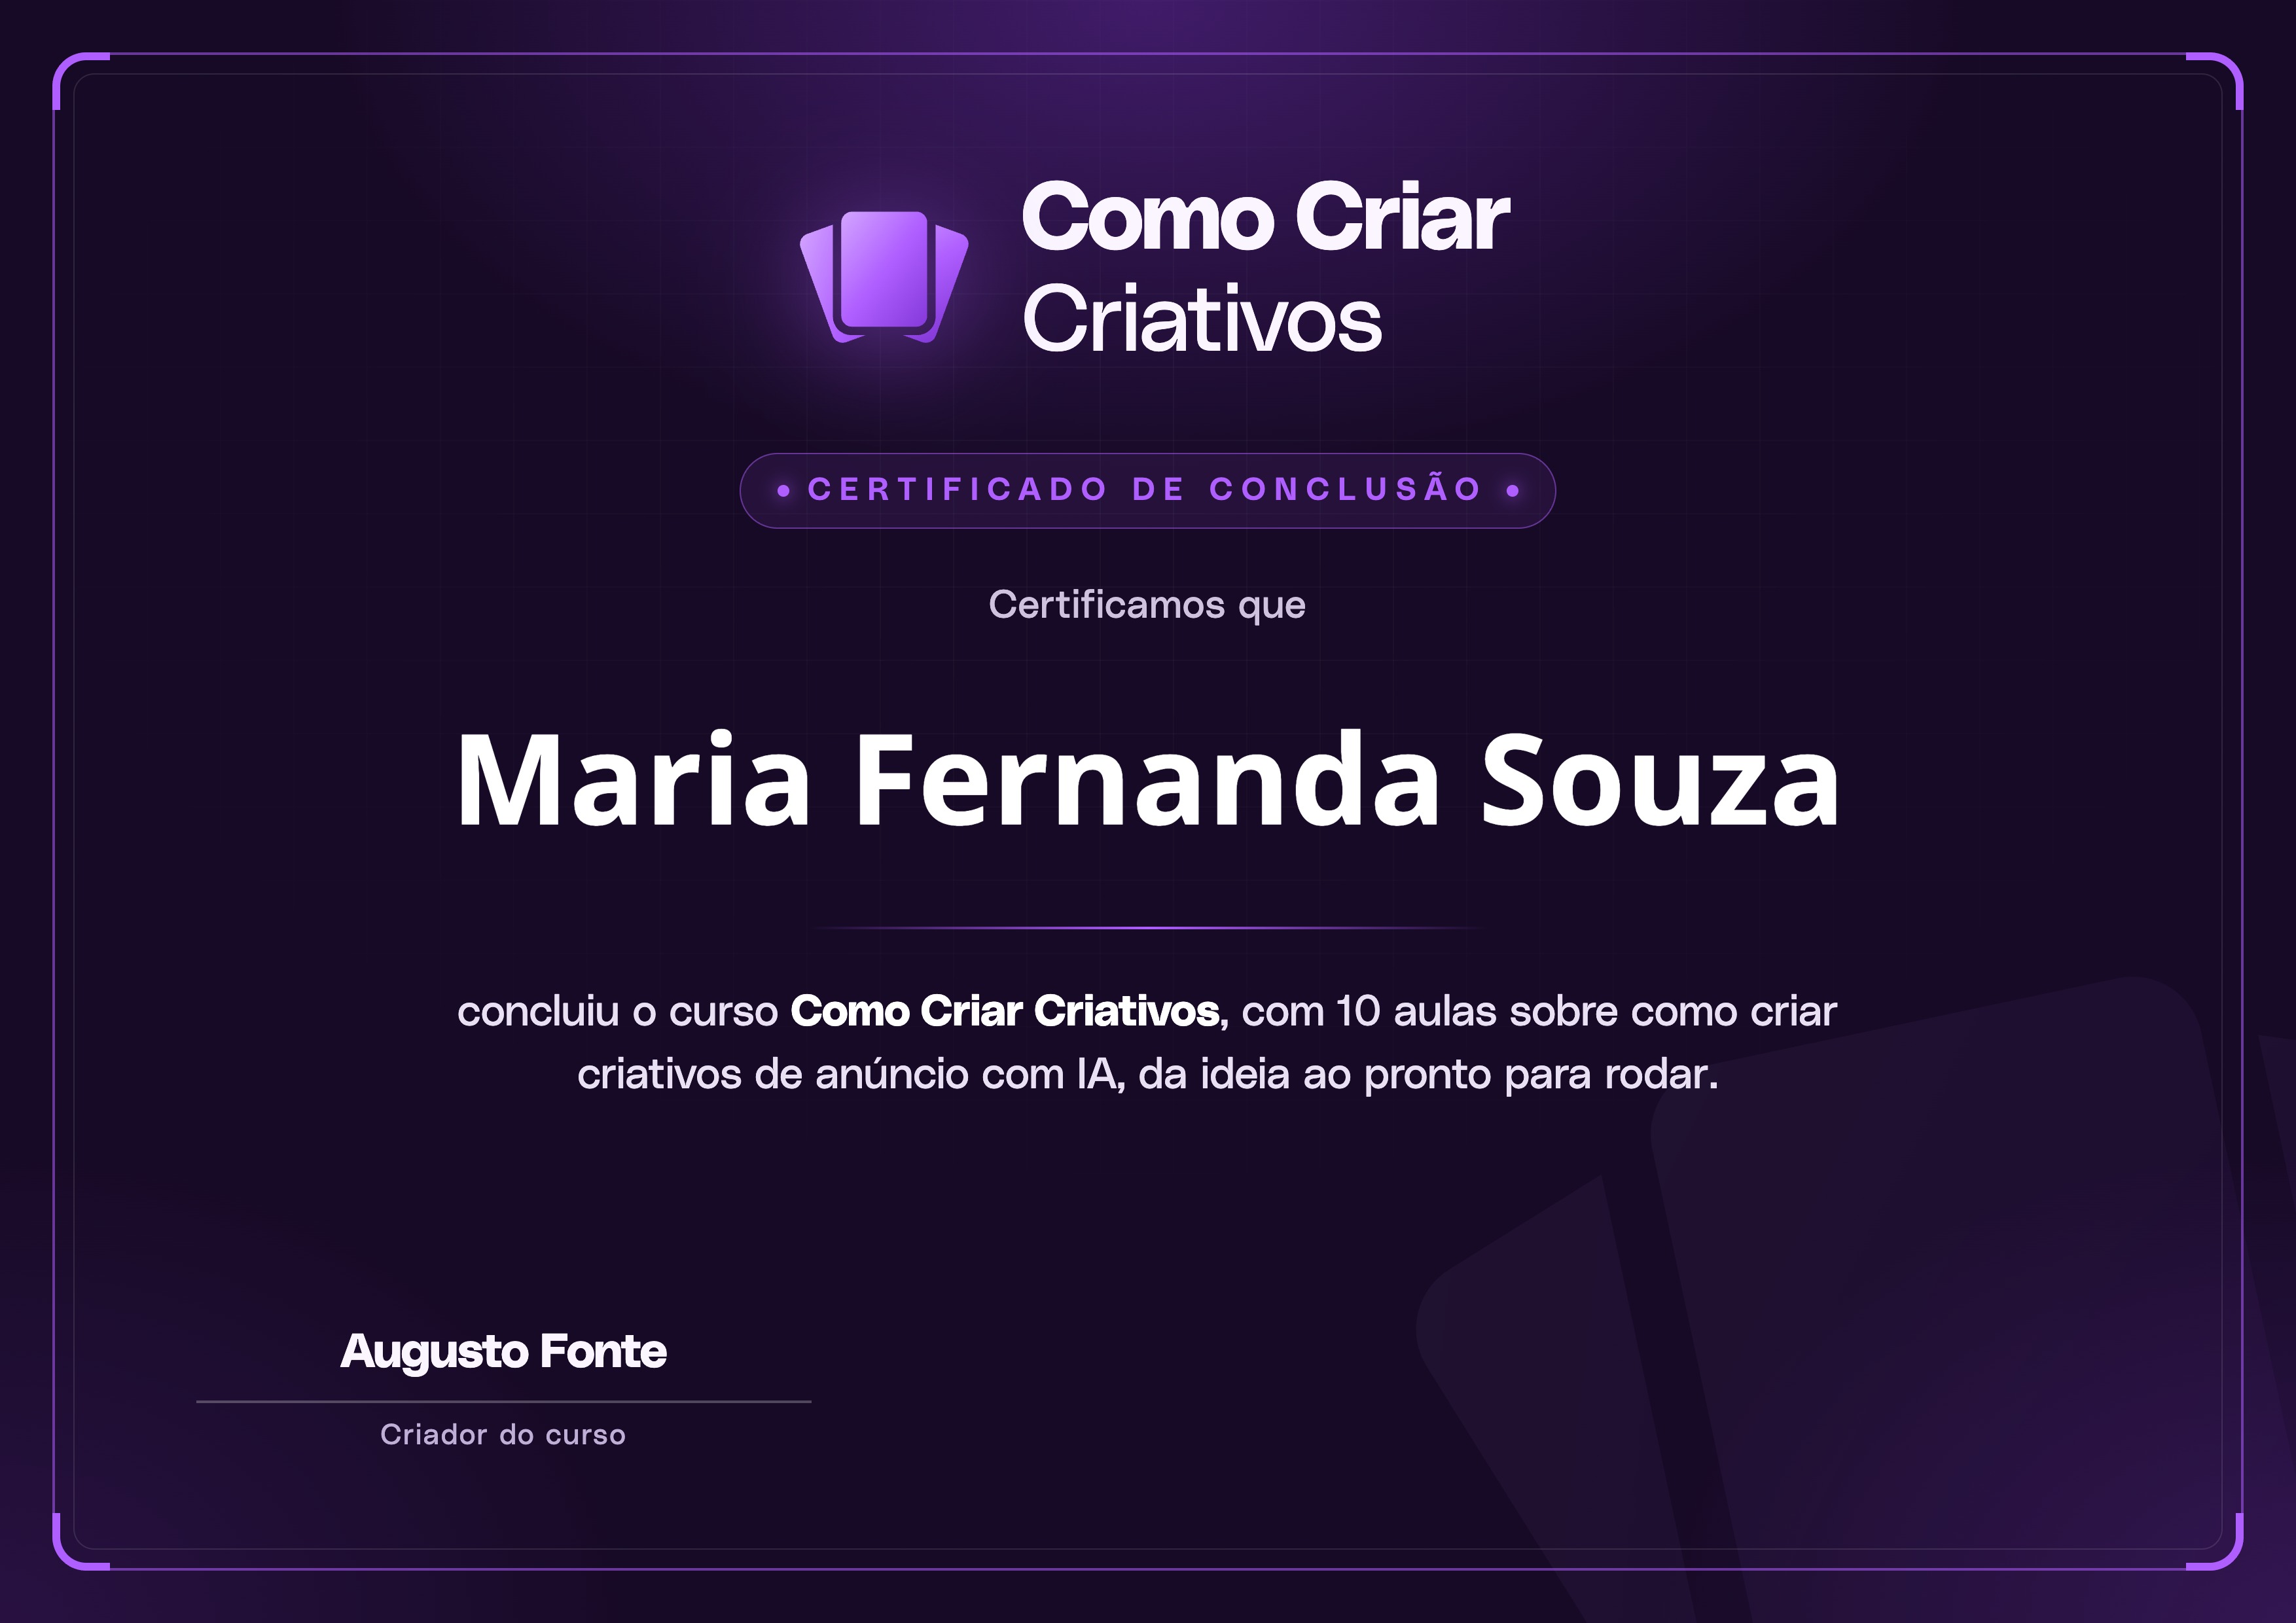 Como Criar
Criativos
CERTIFICADO DE CONCLUSÃO
Certificamos que
Maria Fernanda Souza
concluiu o curso Como Criar Criativos, com 10 aulas sobre como criar
criativos de anúncio com IA, da ideia ao pronto para rodar.
Augusto Fonte
Criador do curso